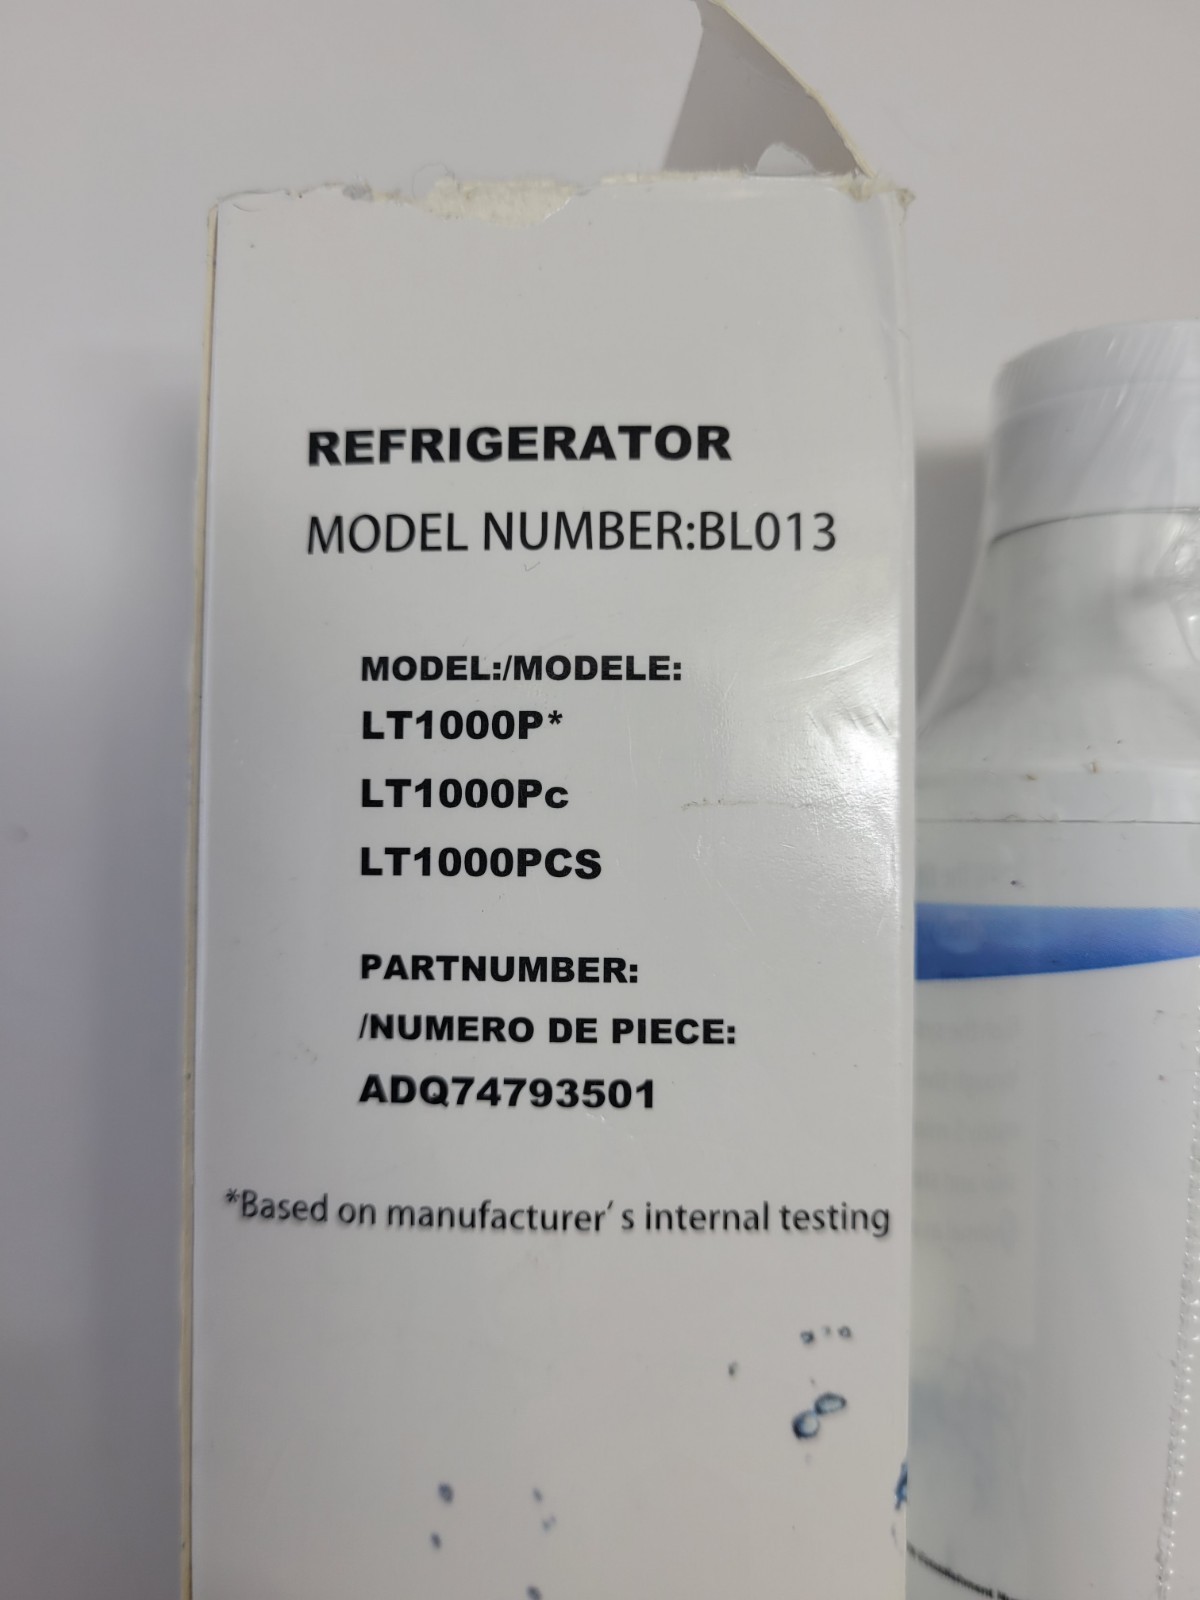 REFRIGERATOR
MODEL NUMBER:BL013
MODEL:/MODELE:
LT1000P*
LT1000Pc
LT1000PCS
PARTNUMBER:
/NUMERO DE PIECE:
ADQ74793501
*Based on manufacturer's internal testing